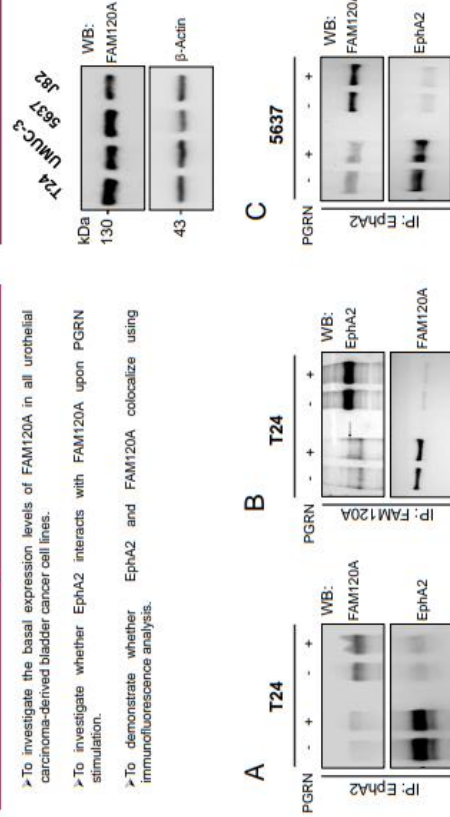 ➢To investigate the basal expression levels of FAM120A in all urothelial
carcinoma-derived bladder cancer cell lines.
➢To investigate whether EphA2 interacts with FAM120A upon PGRN
stimulation.
➢To demonstrate whether EphA2 and FAM120A colocalize using
immunofluorescence analysis.
T24 UMUC-3 5637 J82
kDa WB:
130 - FAM120A
43 - β-Actin
A
T24
PGRN - + - + WB:
FAM120A
EphA2
IP: EphA2
B
T24
PGRN - + - + WB:
EphA2
FAM120A
IP: FAM120A
C
5637
PGRN - + - + WB:
FAM120A
EphA2
IP: EphA2